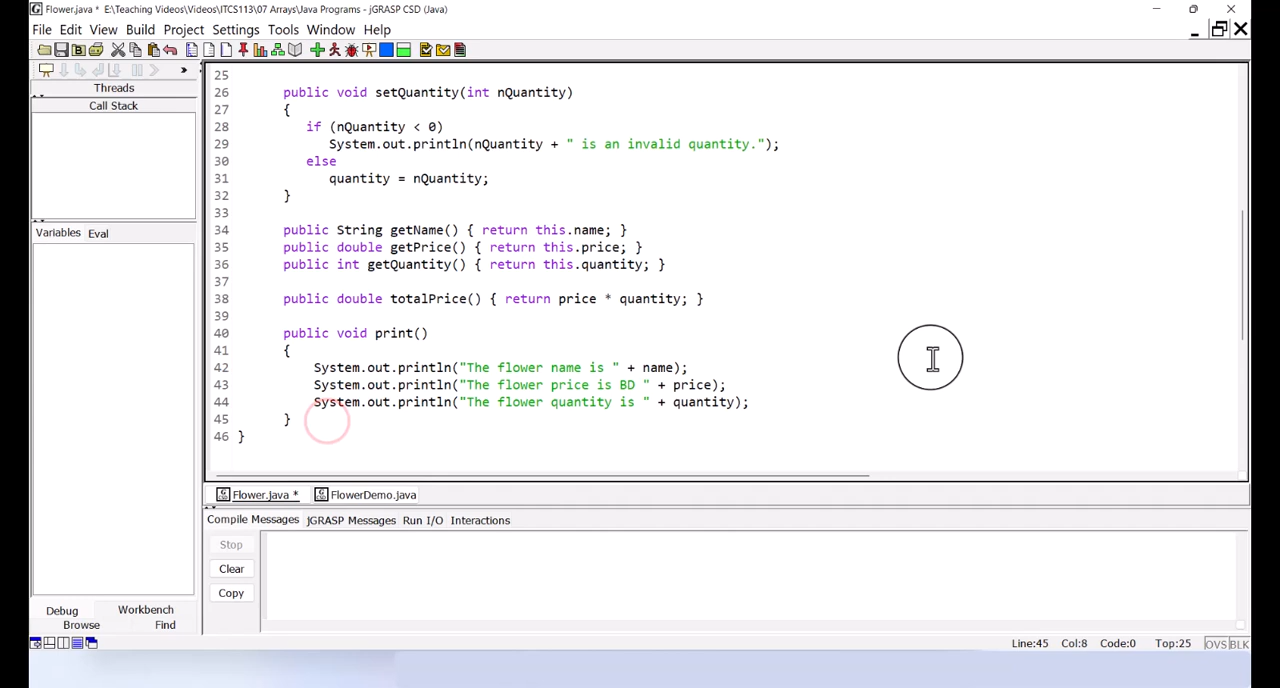 Flower.java *  E:\Teaching Videos\Videos\ITCS113\07 Arrays\Java Programs - jGRASP CSD (Java)
File Edit View Build Project Settings Tools Window Help
Threads
Call Stack
Variables Eval
25
26 public void setQuantity(int nQuantity)
27 {
28 if (nQuantity < 0)
29 System.out.println(nQuantity + " is an invalid quantity.");
30 else
31 quantity = nQuantity;
32 }
33
34 public String getName() { return this.name; }
35 public double getPrice() { return this.price; }
36 public int getQuantity() { return this.quantity; }
37
38 public double totalPrice() { return price * quantity; }
39
40 public void print()
41 {
42 System.out.println("The flower name is " + name);
43 System.out.println("The flower price is BD " + price);
44 System.out.println("The flower quantity is " + quantity);
45 }
46 }
Flower.java * FlowerDemo.java
Compile Messages jGRASP Messages Run I/O Interactions
Stop
Clear
Copy
Debug Workbench
Browse Find
Line:45 Col:8 Code:0 Top:25 OVS BLK